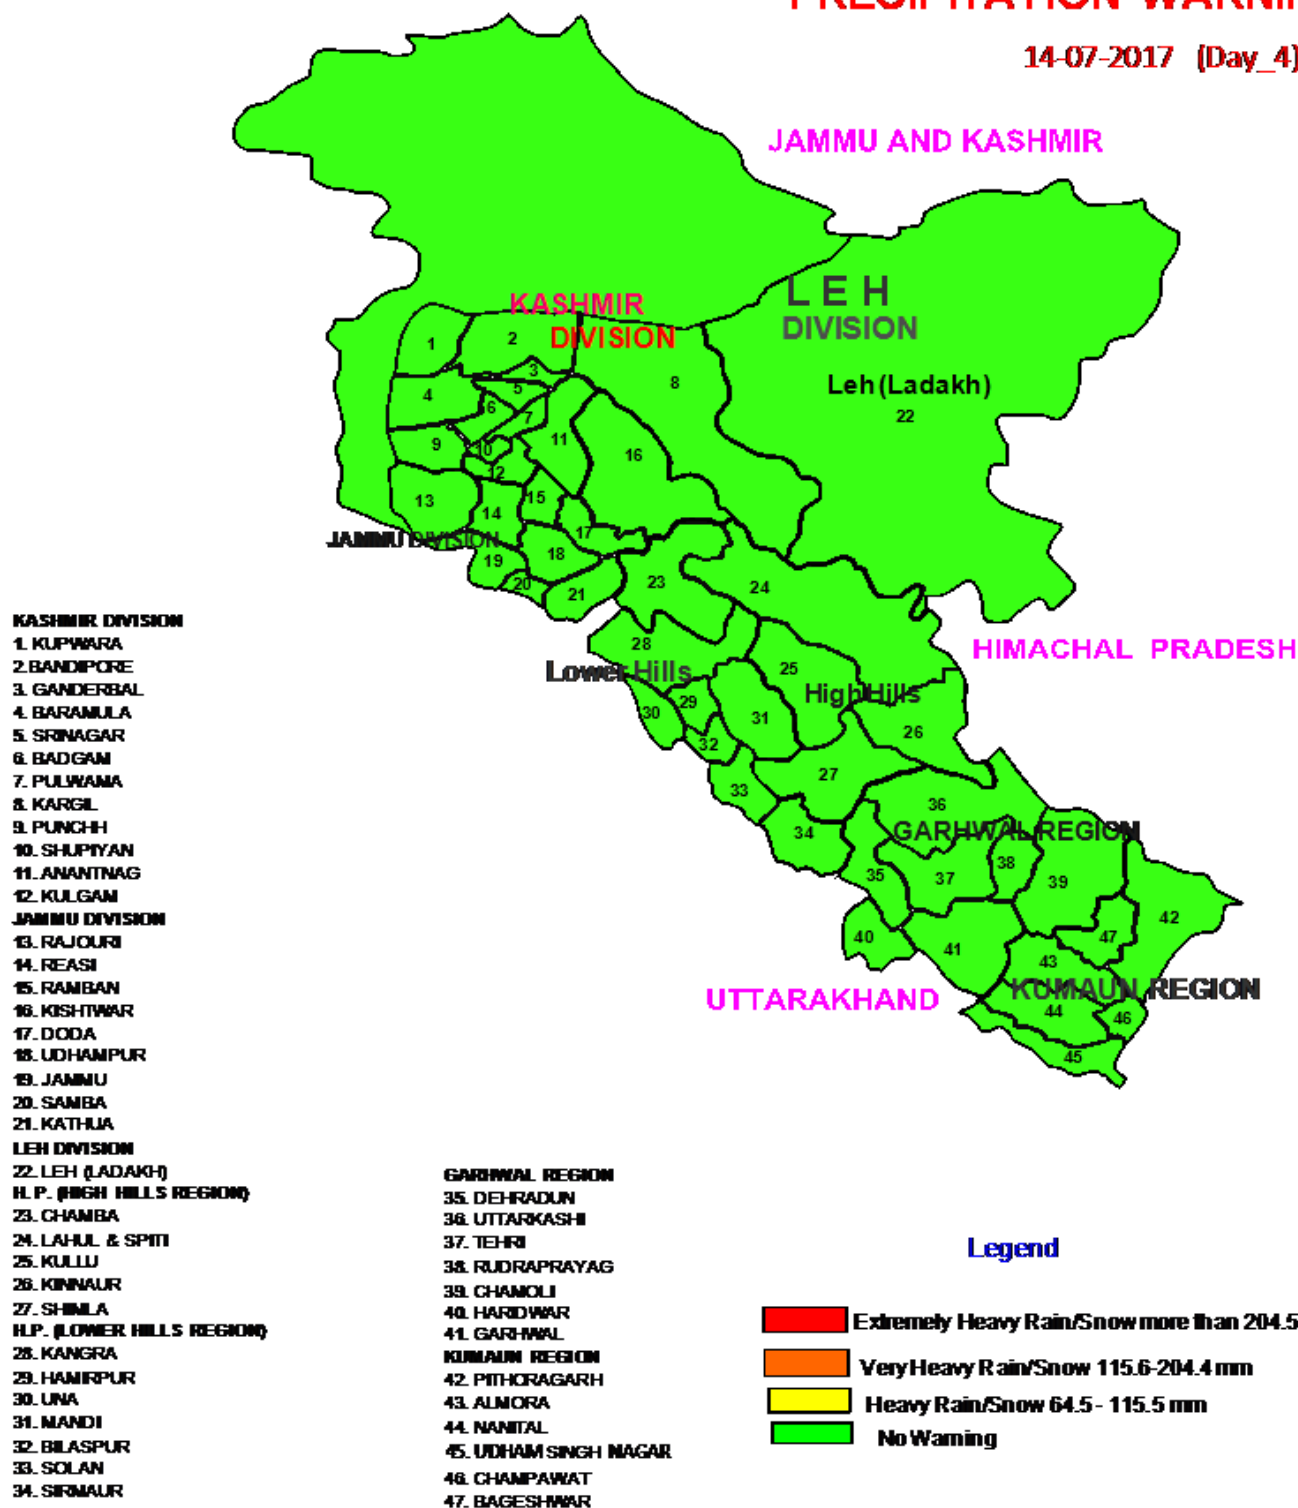 PRECIPITATION WARNI
14-07-2017 (Day_4)
JAMMU AND KASHMIR
KASHMIR
DIVISION
L E H
DIVISION
Leh(Ladakh)
22
1
2
3
4
5
6
7
8
9
10
11
12
13
14
15
16
17
18
19
20
21
JAMMU DIVISION
23
24
HIMACHAL PRADESH
28
25
Lower Hills
High Hills
29
30
31
26
32
27
33
34
36
GARHWAL REGION
35
37
38
39
42
40
41
47
43
UTTARAKHAND
KUMAUN REGION
44
46
45
KASHMIR DIVISION
1. KUPWARA
2.BANDIPORE
3. GANDERBAL
4. BARAMULA
5. SRINAGAR
6. BADGAM
7. PULWAMA
8. KARGIL
9. PUNCHH
10. SHUPIYAN
11. ANANTNAG
12. KULGAM
JAMMU DIVISION
13. RAJOURI
14. REASI
15. RAMBAN
16. KISHTWAR
17. DODA
18. UDHAMPUR
19. JAMMU
20. SAMBA
21. KATHUA
LEH DIVISION
22. LEH (LADAKH)
H.P. (HIGH HILLS REGION)
23. CHAMBA
24. LAHUL & SPITI
25. KULLU
26. KINNAUR
27. SHIMLA
H.P. (LOWER HILLS REGION)
28. KANGRA
29. HAMIRPUR
30. UNA
31. MANDI
32. BILASPUR
33. SOLAN
34. SIRMAUR
GARHWAL REGION
35. DEHRADUN
36. UTTARKASHI
37. TEHRI
38. RUDRAPRAYAG
39. CHAMOLI
40. HARIDWAR
41. GARHWAL
KUMAUN REGION
42. PITHORAGARH
43. ALMORA
44. NANITAL
45. UDHAM SINGH NAGAR
46. CHAMPAWAT
47. BAGESHWAR
Legend
Extremely Heavy Rain/Snow more than 204.5
Very Heavy Rain/Snow 115.6-204.4 mm
Heavy Rain/Snow 64.5 - 115.5 mm
No Warning